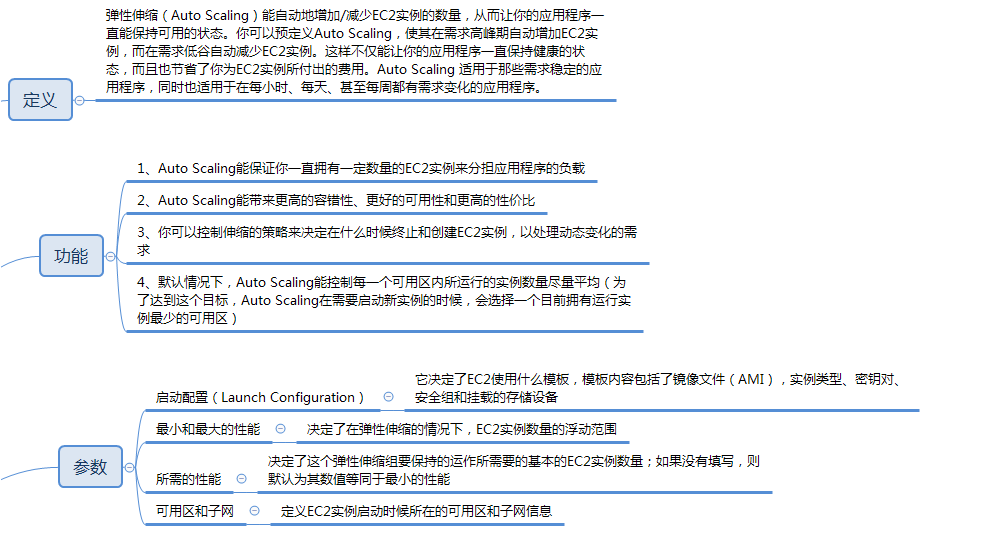 定义
弹性伸缩（Auto Scaling）能自动地增加/减少EC2实例的数量，从而让你的应用程序一
直能保持可用的状态。你可以预定义Auto Scaling，使其在需求高峰期自动增加EC2实
例，而在需求低谷自动减少EC2实例。这样不仅能让你的应用程序一直保持健康的状
态，而且也节省了你为EC2实例所付出的费用。Auto Scaling 适用于那些需求稳定的应
用程序，同时也适用于在每小时、每天、甚至每周都有需求变化的应用程序。
功能
1、Auto Scaling能保证你一直拥有一定数量的EC2实例来分担应用程序的负载
2、Auto Scaling能带来更高的容错性、更好的可用性和更高的性价比
3、你可以控制伸缩的策略来决定在什么时候终止和创建EC2实例，以处理动态变化的需
求
4、默认情况下，Auto Scaling能控制每一个可用区内所运行的实例数量尽量平均（为
了达到这个目标，Auto Scaling在需要启动新实例的时候，会选择一个目前拥有运行实
例最少的可用区）
参数
启动配置（Launch Configuration）
它决定了EC2使用什么模板，模板内容包括了镜像文件（AMI），实例类型、密钥对、
安全组和挂载的存储设备
最小和最大的性能
决定了在弹性伸缩的情况下，EC2实例数量的浮动范围
所需的性能
决定了这个弹性伸缩组要保持的运作所需要的基本的EC2实例数量；如果没有填写，则
默认为其数值等同于最小的性能
可用区和子网
定义EC2实例启动时候所在的可用区和子网信息